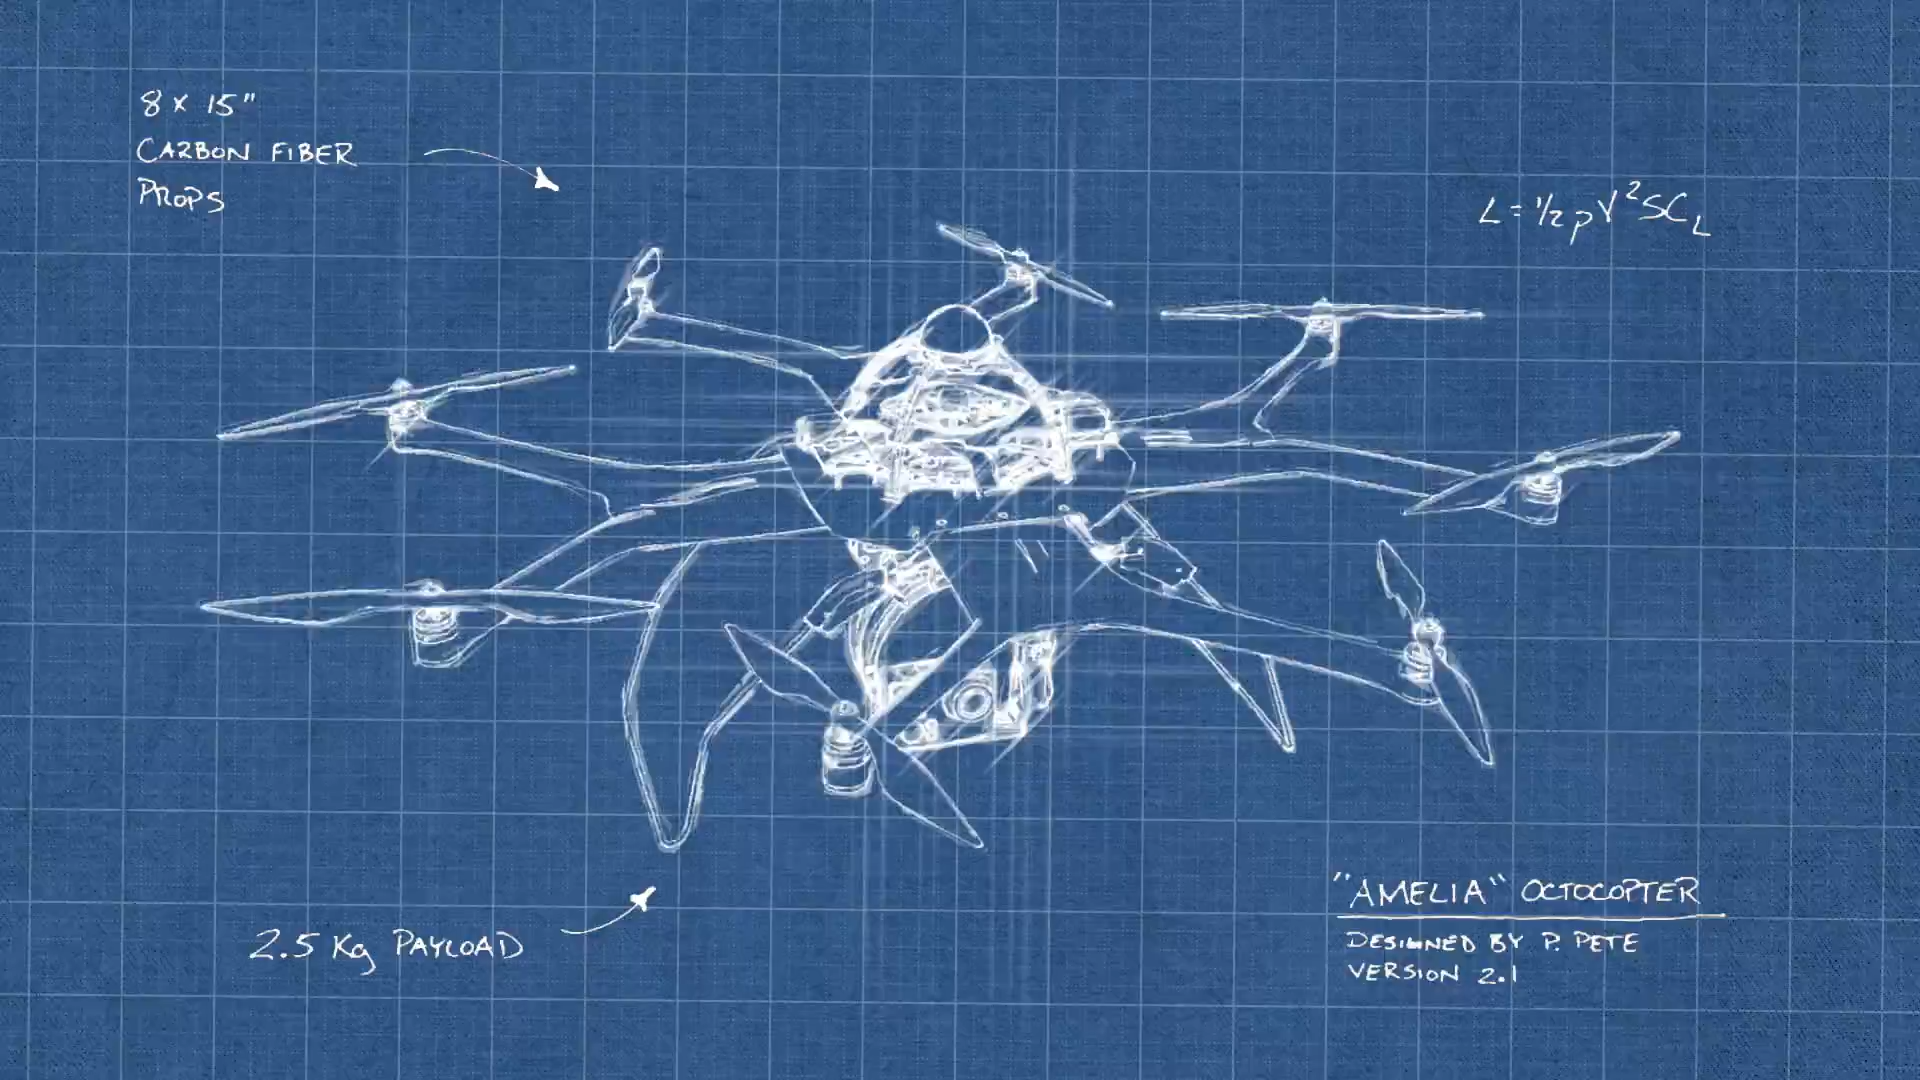 8 x 15"
CARBON FIBER
PROPS
L = 1/2 ρV²SC_L
2.5 Kg PAYLOAD
"AMELIA" OCTOCOPTER
DESIGNED BY P. PETE
VERSION 2.1